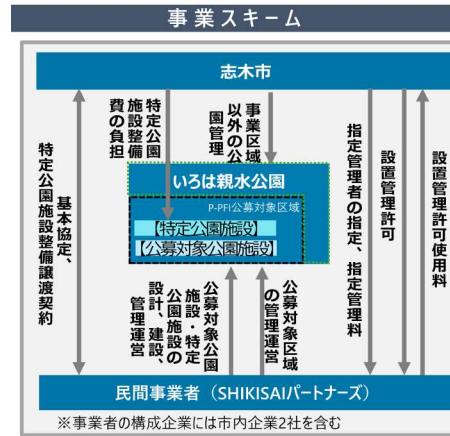 事業スキーム
志木市
特定公園施設整備譲渡契約
基本協定、
特定公園
施設整備
費の負担
事業区域
以外の公
園管理
いろは親水公園
P-PFI公募対象区域
【特定公園施設】
【公募対象公園施設】
公募対象公園
施設・特定
公園施設の
設計、建設、
管理運営
公募対象区域
の管理運営
指定管理者の指定、指定管理料
設置管理許可
設置管理許可使用料
民間事業者（SHIKISAIパートナーズ）
※事業者の構成企業には市内企業2社を含む